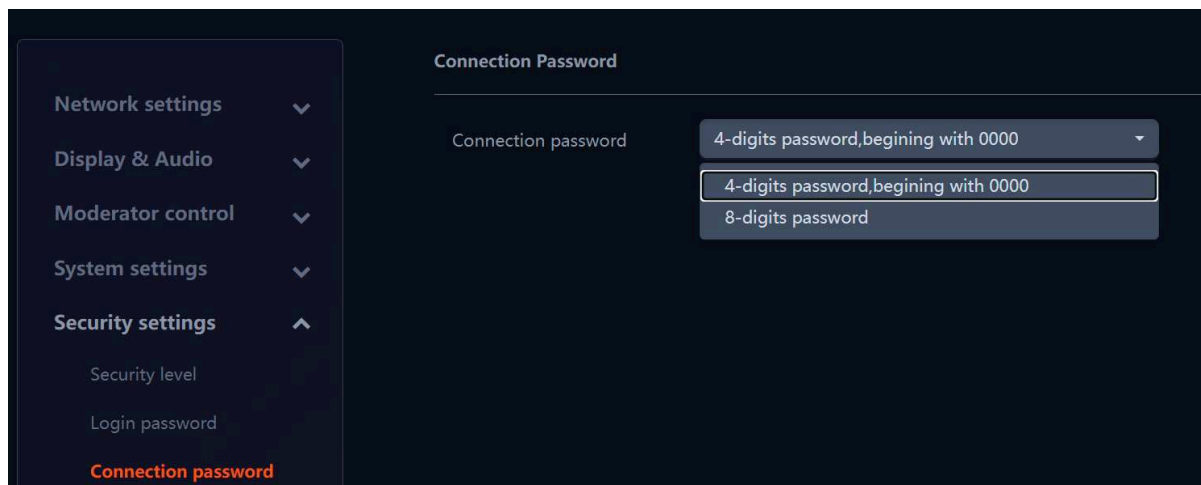 Connection Password
Network settings
Display & Audio
Moderator control
System settings
Security settings
Security level
Login password
Connection password
Connection password
4-digits password,begining with 0000
4-digits password,begining with 0000
8-digits password